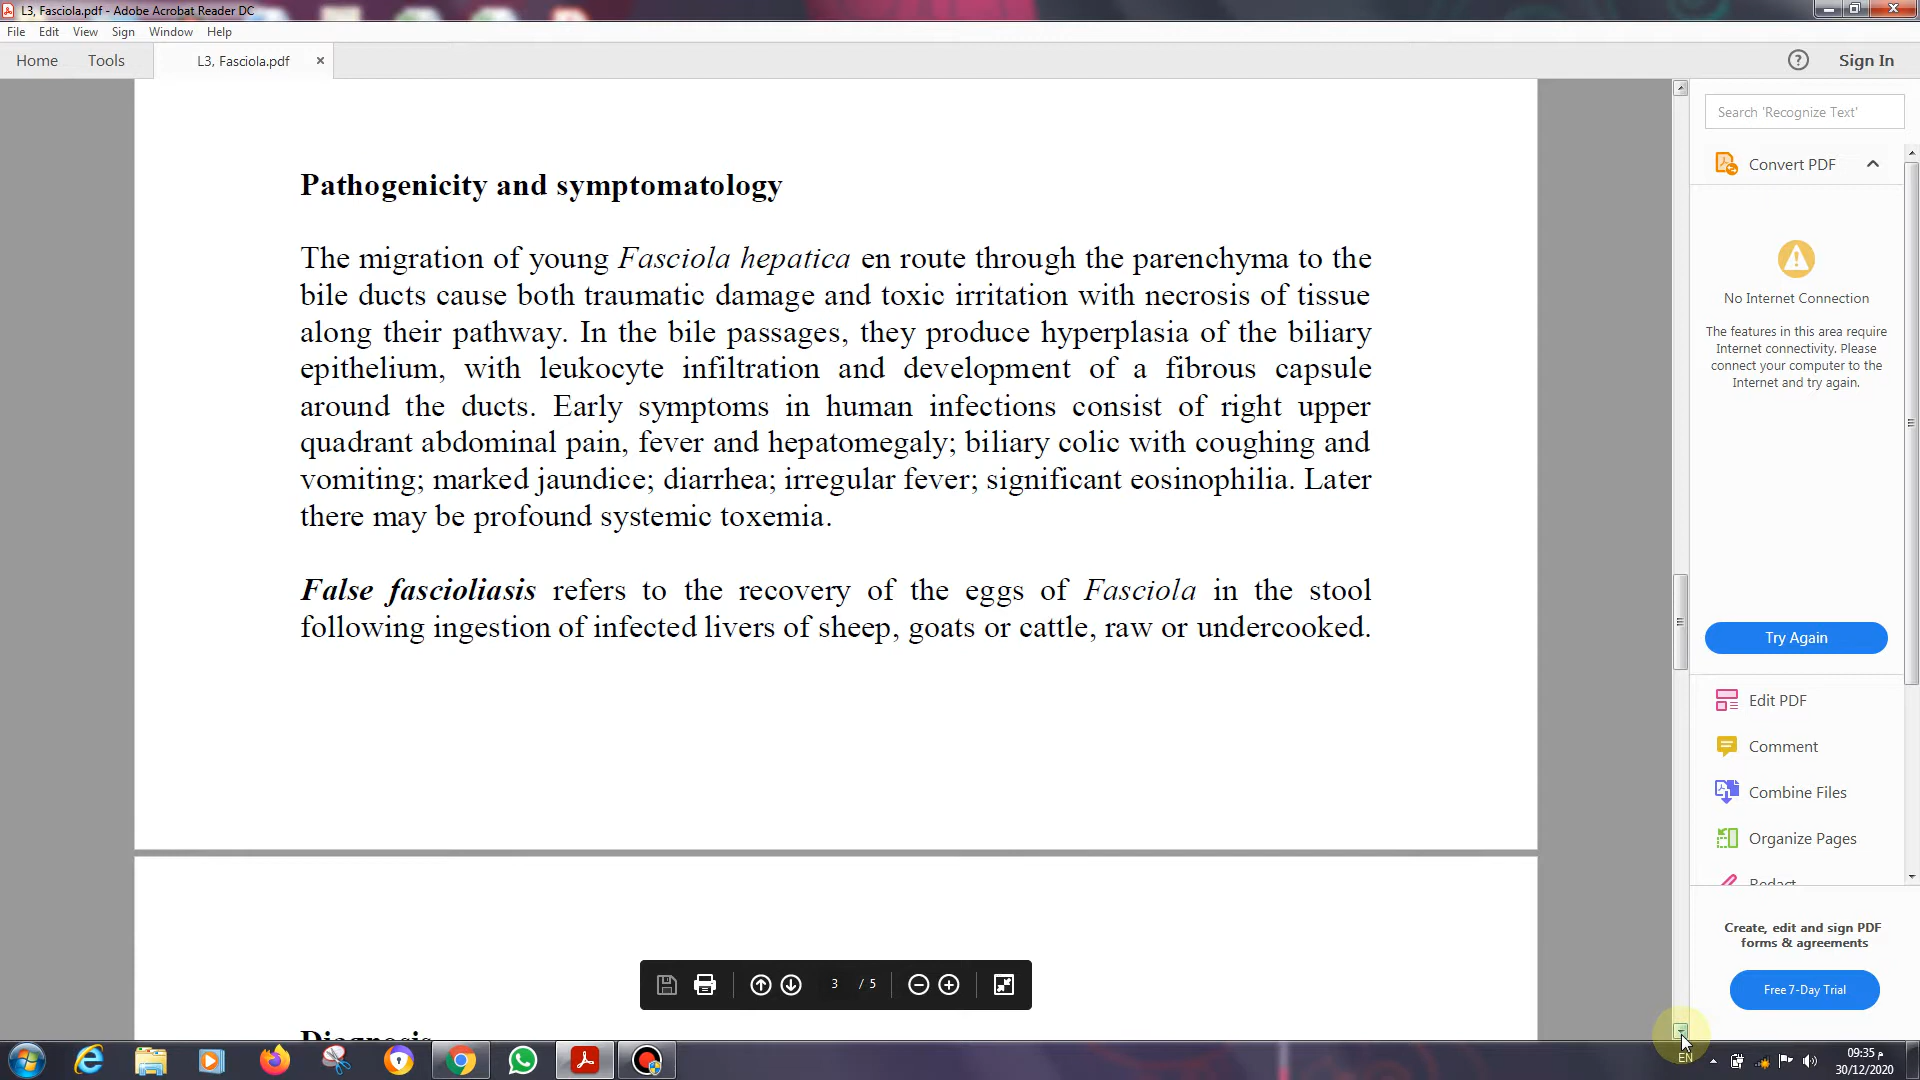 L3, Fasciola.pdf - Adobe Acrobat Reader DC
File Edit View Sign Window Help
Home Tools L3, Fasciola.pdf × ? Sign In
Search 'Recognize Text'
Convert PDF
Pathogenicity and symptomatology
The migration of young Fasciola hepatica en route through the parenchyma to the
bile ducts cause both traumatic damage and toxic irritation with necrosis of tissue
along their pathway. In the bile passages, they produce hyperplasia of the biliary
epithelium, with leukocyte infiltration and development of a fibrous capsule
around the ducts. Early symptoms in human infections consist of right upper
quadrant abdominal pain, fever and hepatomegaly; biliary colic with coughing and
vomiting; marked jaundice; diarrhea; irregular fever; significant eosinophilia. Later
there may be profound systemic toxemia.
False fascioliasis refers to the recovery of the eggs of Fasciola in the stool
following ingestion of infected livers of sheep, goats or cattle, raw or undercooked.
Diagnosis
No Internet Connection
The features in this area require
Internet connectivity. Please
connect your computer to the
Internet and try again.
Try Again
Edit PDF
Comment
Combine Files
Organize Pages
Redact
Create, edit and sign PDF
forms & agreements
Free 7-Day Trial
3 / 5
EN
09:35 م
30/12/2020